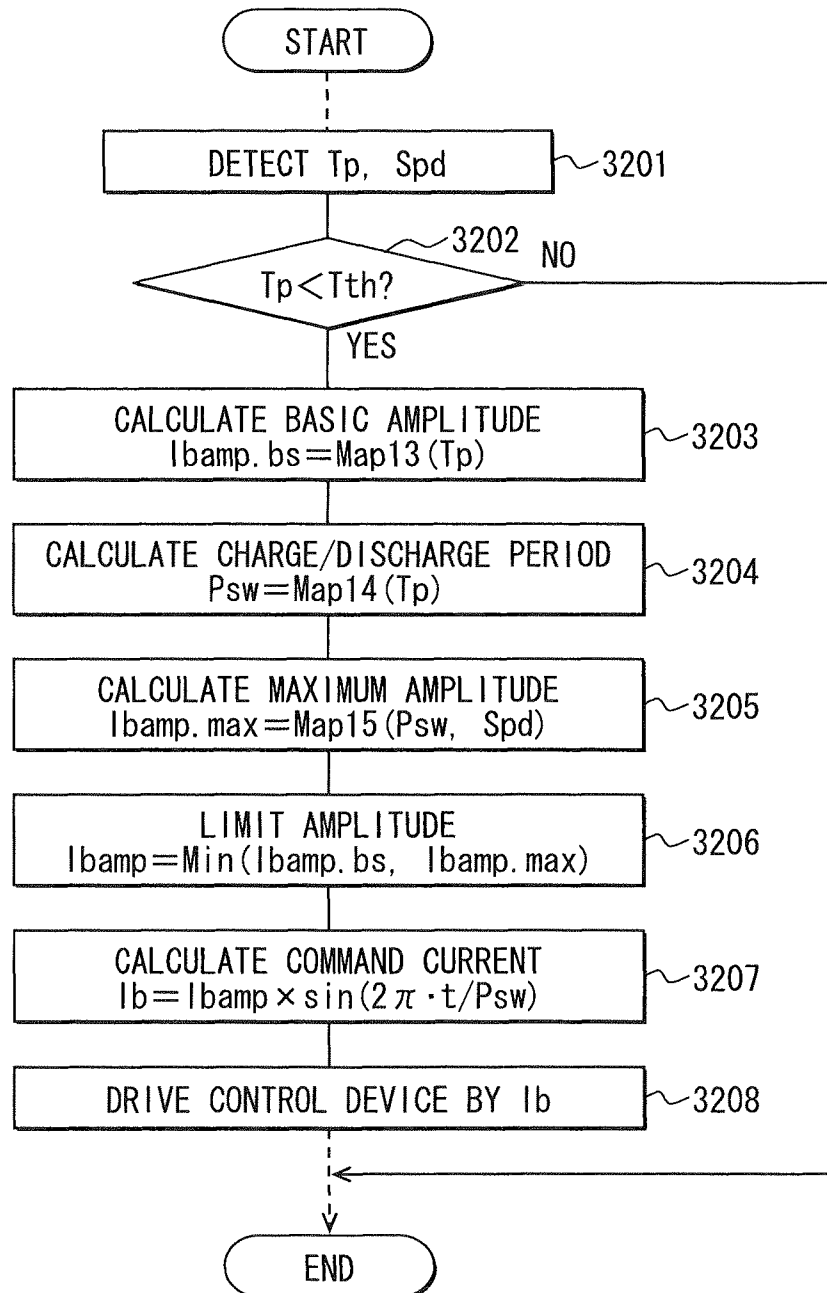 START
DETECT Tp, Spd
3201
3202
NO
Tp<Tth?
YES
CALCULATE BASIC AMPLITUDE
Ibamp.bs=Map13(Tp)
3203
CALCULATE CHARGE/DISCHARGE PERIOD
Psw=Map14(Tp)
3204
CALCULATE MAXIMUM AMPLITUDE
Ibamp.max=Map15(Psw, Spd)
3205
LIMIT AMPLITUDE
Ibamp=Min(Ibamp.bs, Ibamp.max)
3206
CALCULATE COMMAND CURRENT
Ib=Ibamp×sin(2π·t/Psw)
3207
DRIVE CONTROL DEVICE BY Ib
3208
END